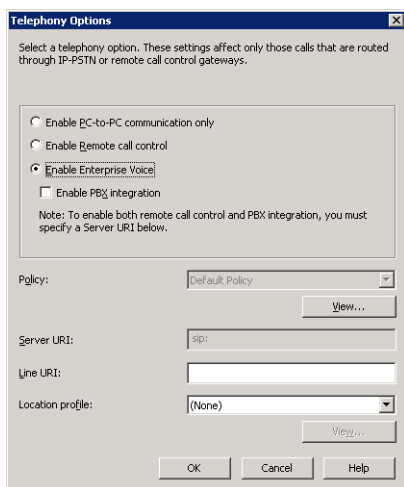 Telephony Options
Select a telephony option. These settings affect only those calls that are routed
through IP-PSTN or remote call control gateways.
Enable PC-to-PC communication only
Enable Remote call control
Enable Enterprise Voice
Enable PBX integration
Note: To enable both remote call control and PBX integration, you must
specify a Server URI below.
Policy:
Default Policy
View...
Server URI:
sip:
Line URI:
Location profile:
(None)
View...
OK
Cancel
Help